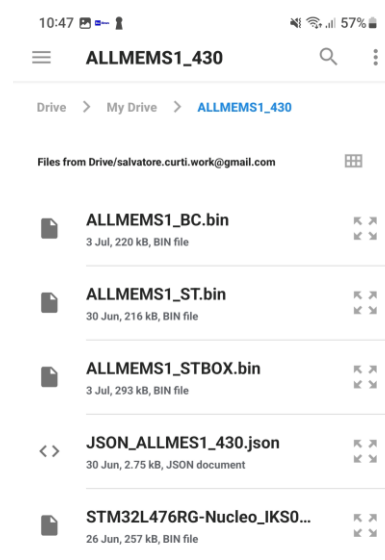 10:47 57%
ALLMEMS1_430
Drive > My Drive > ALLMEMS1_430
Files from Drive/salvatore.curti.work@gmail.com
ALLMEMS1_BC.bin
3 Jul, 220 kB, BIN file
ALLMEMS1_ST.bin
30 Jun, 216 kB, BIN file
ALLMEMS1_STBOX.bin
3 Jul, 293 kB, BIN file
JSON_ALLMES1_430.json
30 Jun, 2.75 kB, JSON document
STM32L476RG-Nucleo_IKS0...
26 Jun, 257 kB, BIN file